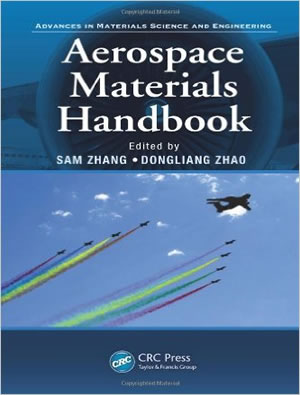 ADVANCES IN MATERIALS SCIENCE AND ENGINEERING
Aerospace
Materials
Handbook
Edited by
SAM ZHANG • DONGLIANG ZHAO
CRC
CRC Press
Taylor & Francis Group